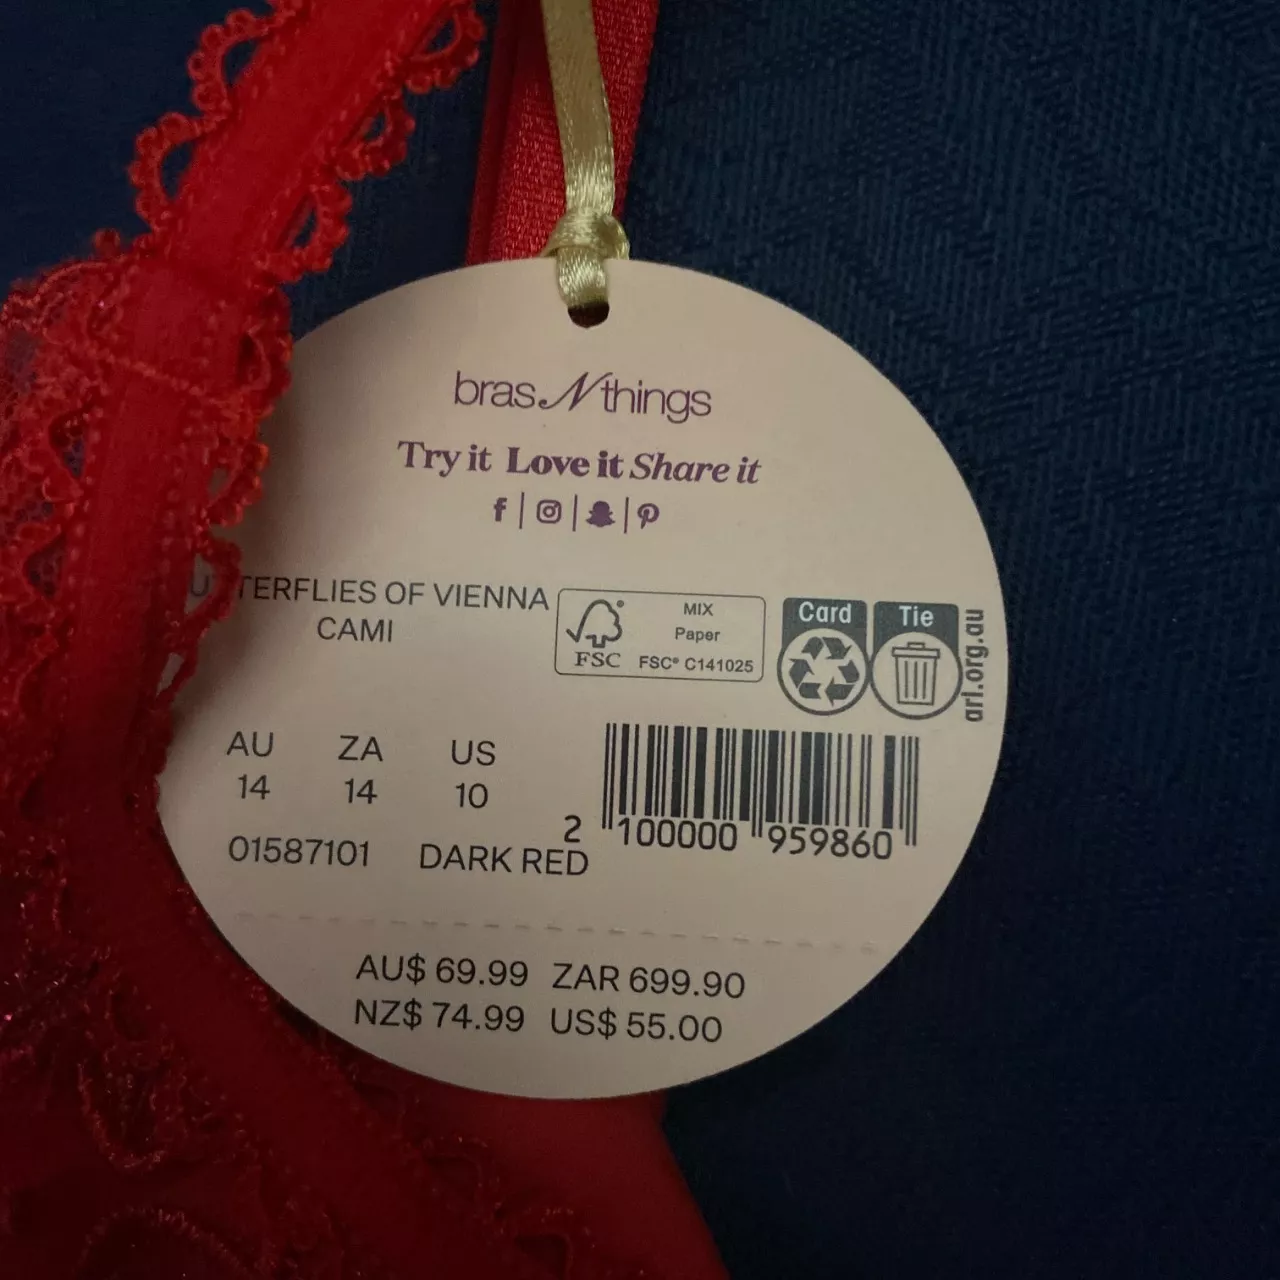 bras N things
Try it Love it Share it
UTTERFLIES OF VIENNA
CAMI
FSC
MIX
Paper
FSC® C141025
Card
Tie
arl.org.au
AU ZA US
14 14 10
01587101 DARK RED
2 100000 959860
AU$ 69.99 ZAR 699.90
NZ$ 74.99 US$ 55.00